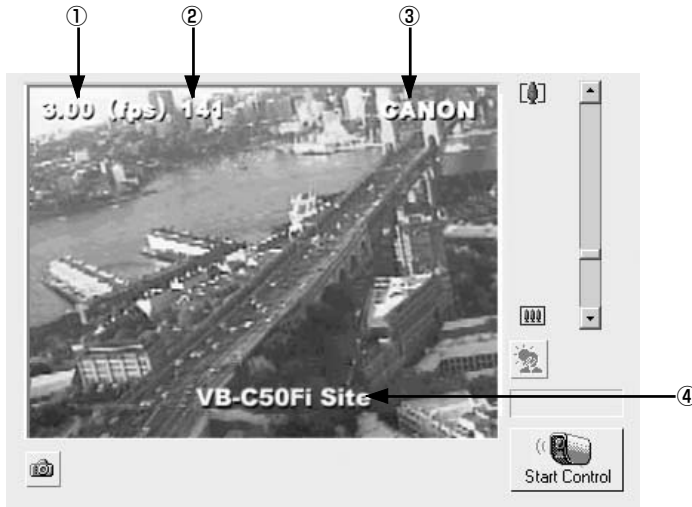 ① ② ③
3.00 (fps) 141 CANON
VB-C50Fi Site
④
Start Control